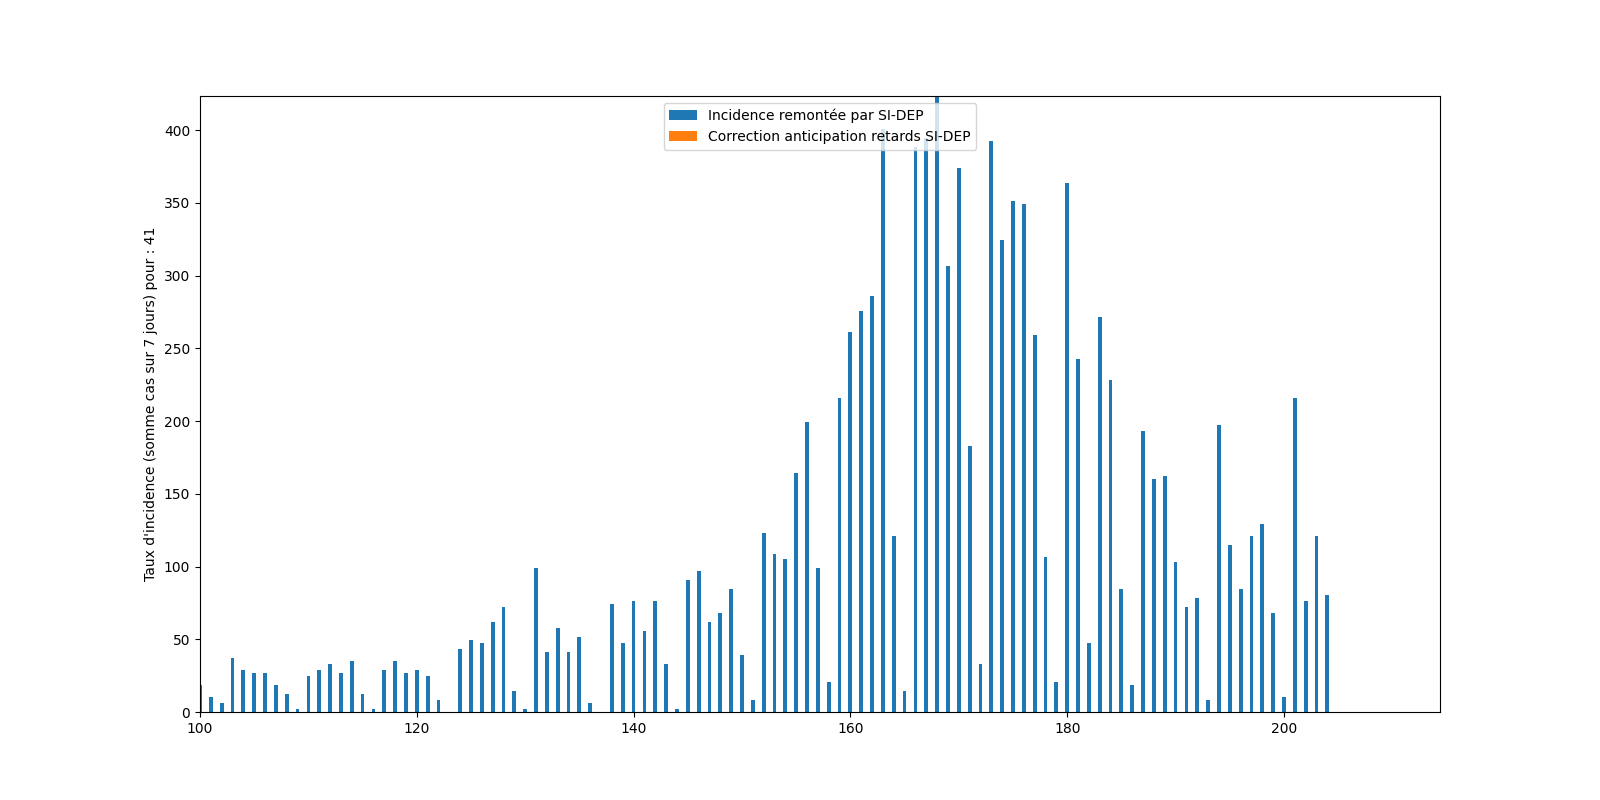 Incidence remontée par SI-DEP
Correction anticipation retards SI-DEP
Taux d'incidence (somme cas sur 7 jours) pour : 41
400
350
300
250
200
150
100
50
0
100 120 140 160 180 200